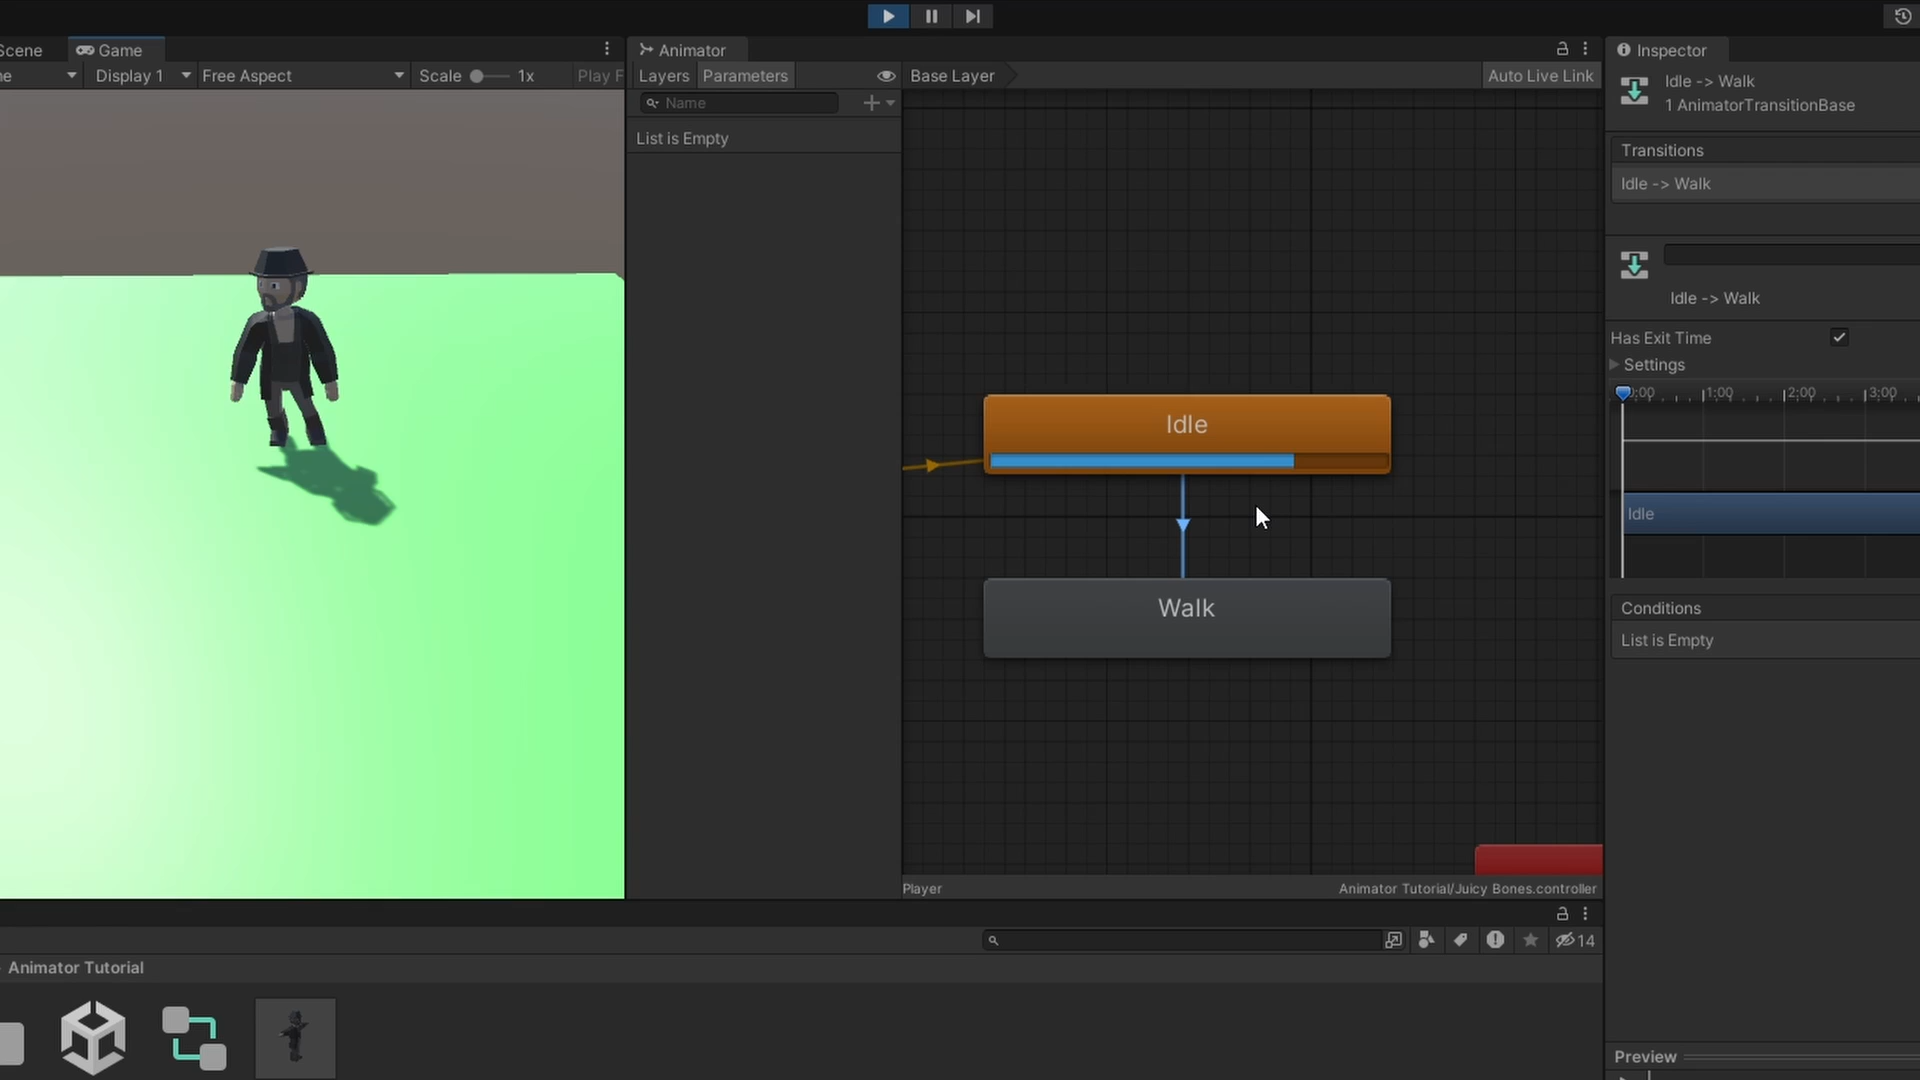 Scene
Game
Animator
Inspector
Display 1
Free Aspect
Scale
1x
Play F
Layers
Parameters
Base Layer
Auto Live Link
Idle -> Walk
1 AnimatorTransitionBase
Name
List is Empty
Transitions
Idle -> Walk
Idle -> Walk
Has Exit Time
Settings
0:00
1:00
2:00
3:00
Idle
Idle
Walk
Conditions
List is Empty
Player
Animator Tutorial/Juicy Bones.controller
14
Animator Tutorial
Preview